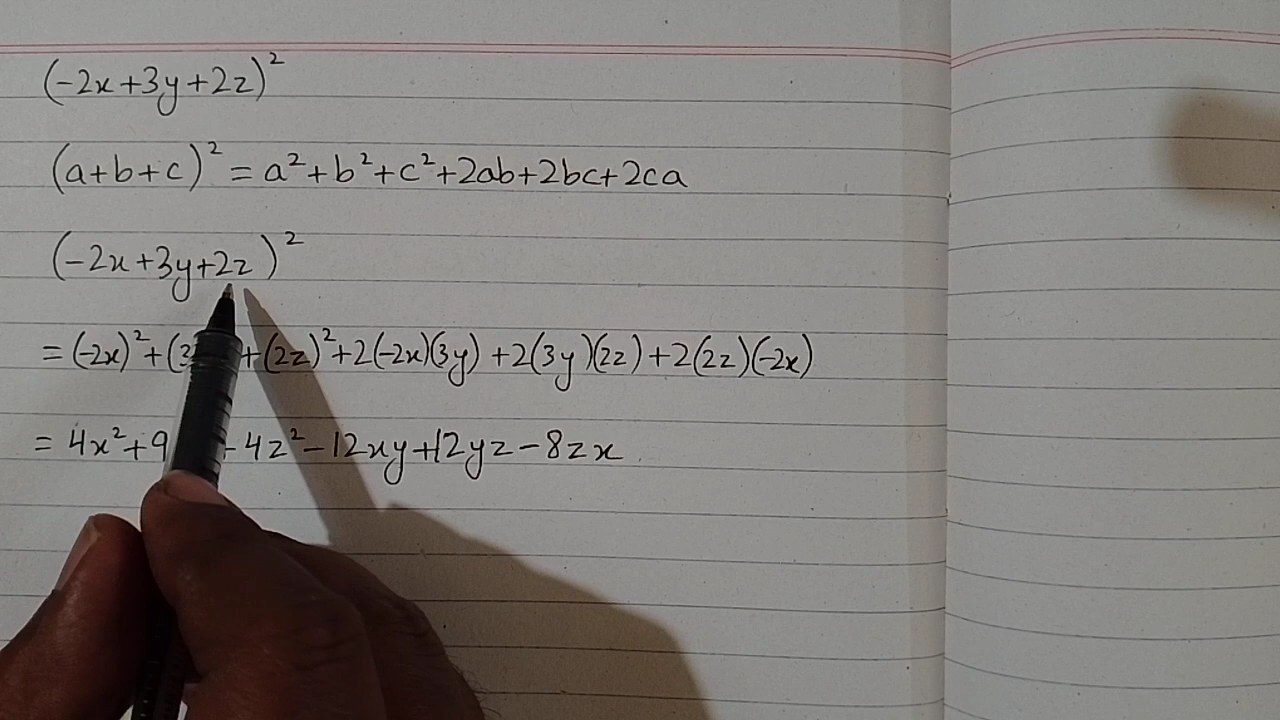 (-2x+3y+2z)²
(a+b+c)² = a²+b²+c²+2ab+2bc+2ca
(-2x+3y+2z)²
= (-2x)²+(3 +(2z)²+2(-2x)(3y)+2(3y)(2z)+2(2z)(-2x)
= 4x²+9 4z²-12xy+12yz-8zx